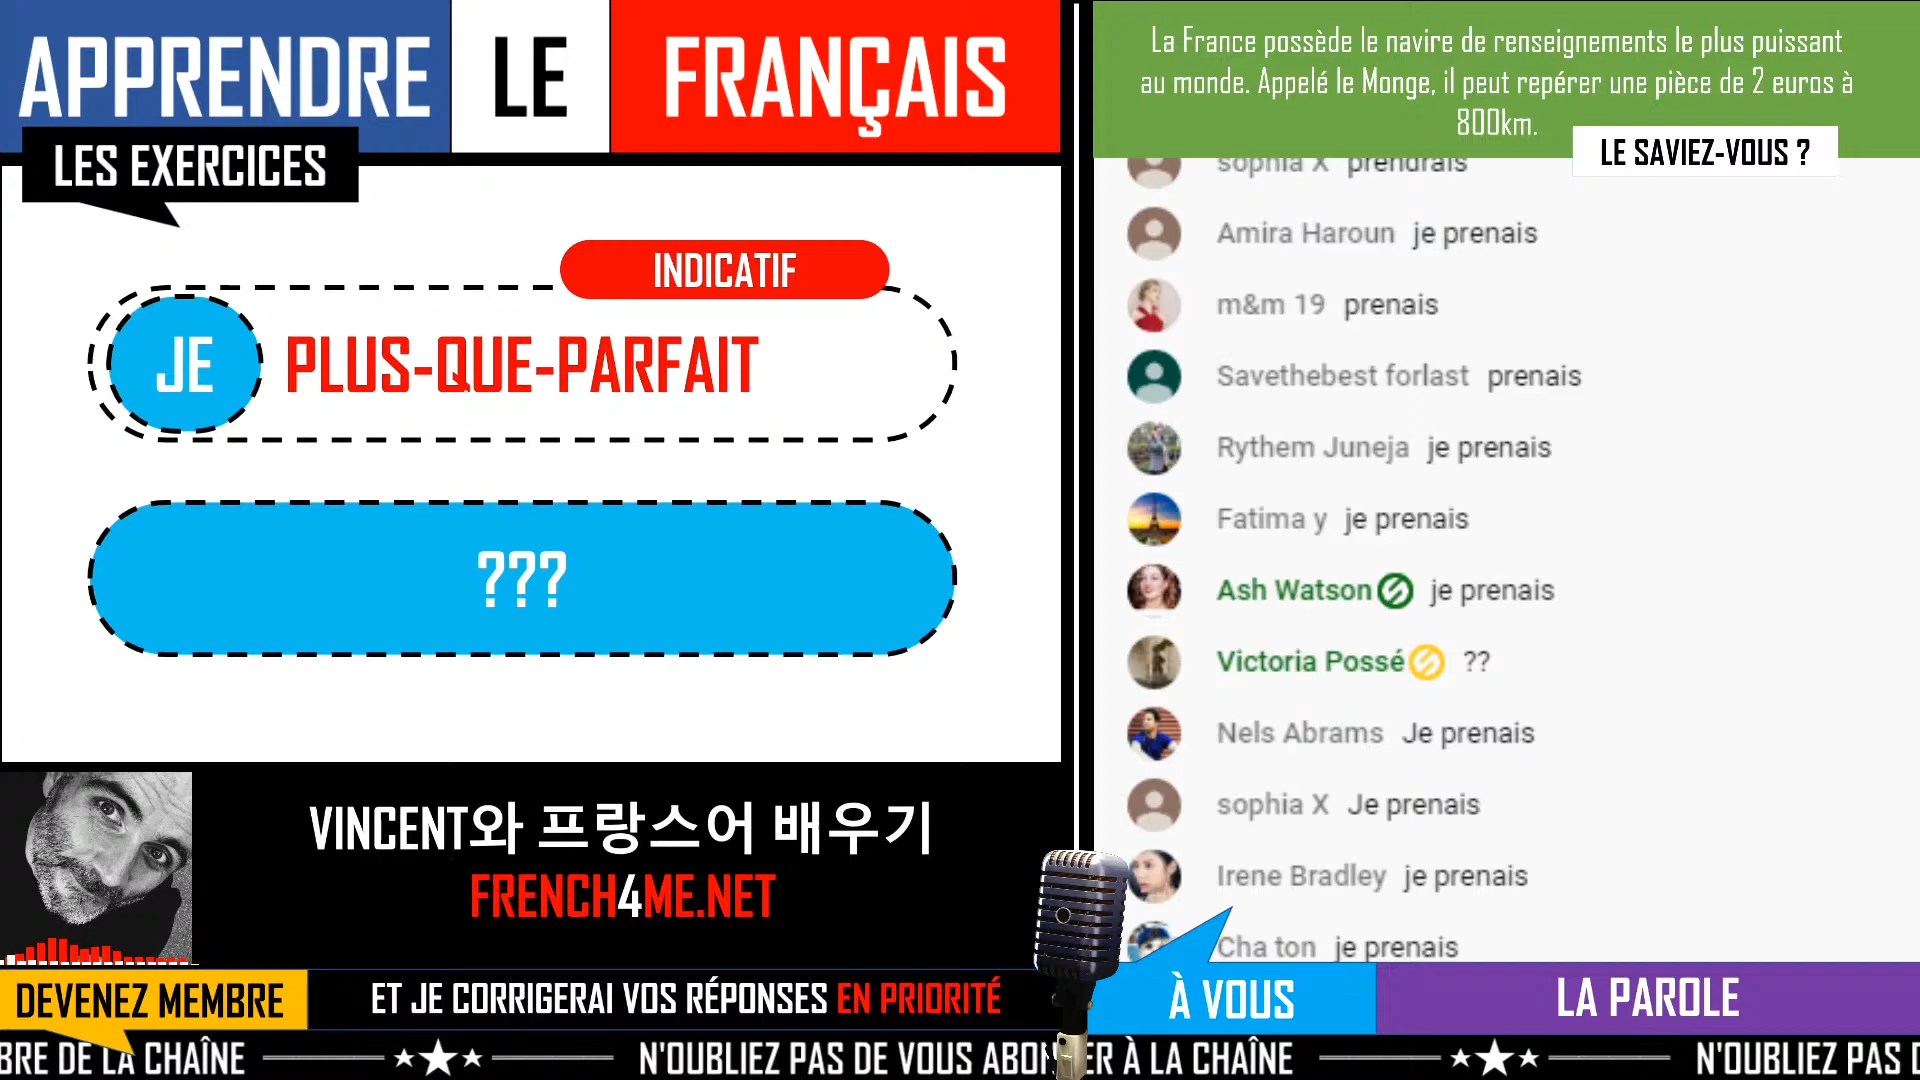 APPRENDRE LE FRANÇAIS
LES EXERCICES
INDICATIF
JE PLUS-QUE-PARFAIT
???
VINCENT와 프랑스어 배우기
FRENCH4ME.NET
DEVENEZ MEMBRE
ET JE CORRIGERAI VOS RÉPONSES EN PRIORITÉ
La France possède le navire de renseignements le plus puissant
au monde. Appelé le Monge, il peut repérer une pièce de 2 euros à
800km.
LE SAVIEZ-VOUS ?
sophia X prendrais
Amira Haroun je prenais
m&m 19 prenais
Savethebest forlast prenais
Rythem Juneja je prenais
Fatima y je prenais
Ash Watson je prenais
Victoria Possé ??
Nels Abrams Je prenais
sophia X Je prenais
Irene Bradley je prenais
Cha ton je prenais
À VOUS LA PAROLE
BRE DE LA CHAÎNE N'OUBLIEZ PAS DE VOUS ABON ER À LA CHAÎNE N'OUBLIEZ PAS D